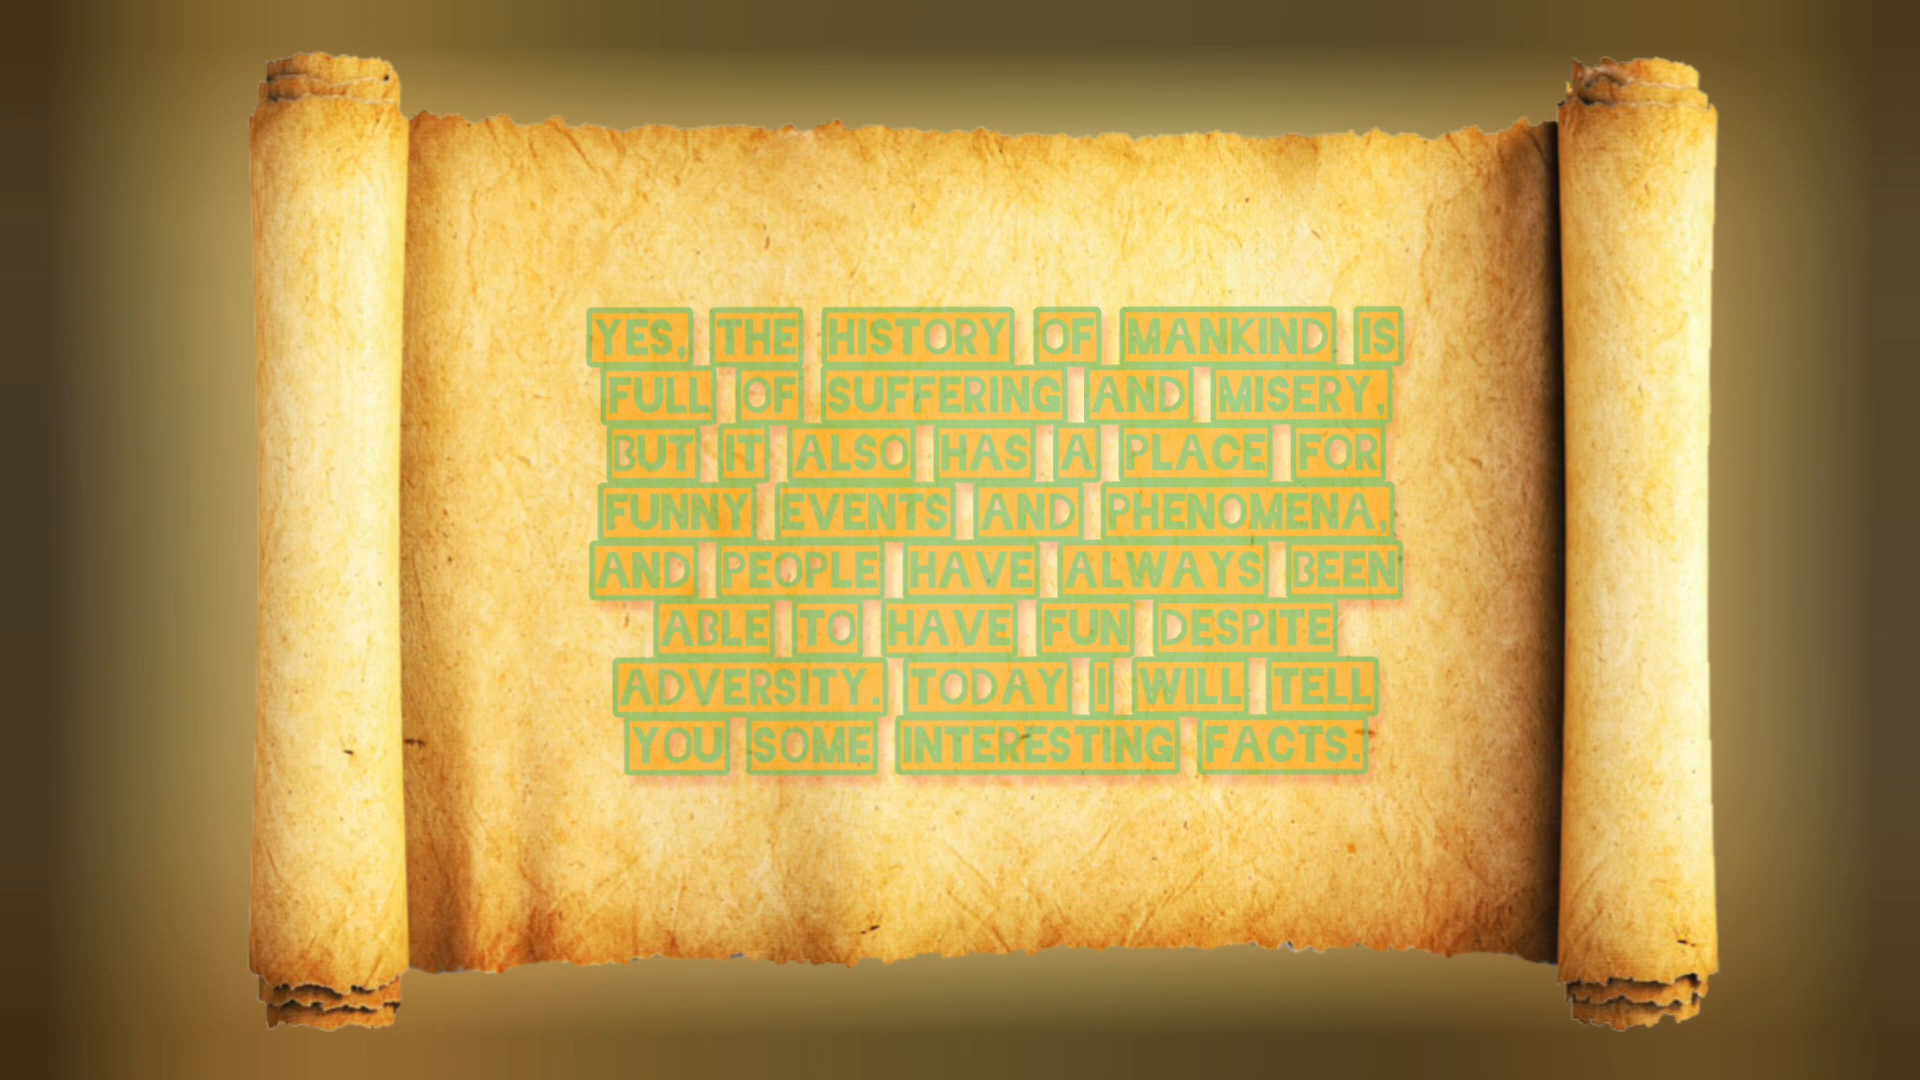 YES, THE HISTORY OF MANKIND IS
FULL OF SUFFERING AND MISERY,
BUT IT ALSO HAS A PLACE FOR
FUNNY EVENTS AND PHENOMENA,
AND PEOPLE HAVE ALWAYS BEEN
ABLE TO HAVE FUN DESPITE
ADVERSITY. TODAY I WILL TELL
YOU SOME INTERESTING FACTS.